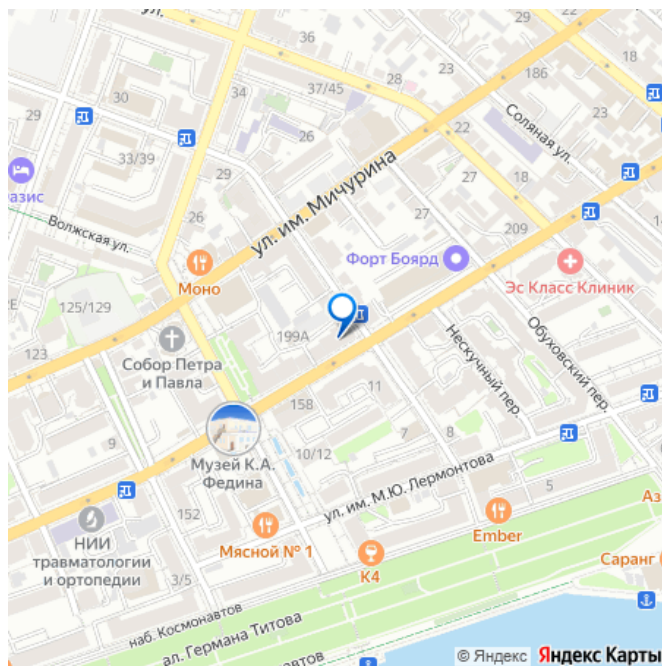 ул.
23
18
30
34
37/45
28
23
186
29
26
22
Соляная ул.
23
33/39
26
ул. им. Мичурина
18
азис
29
27
27
209
Волжская ул.
26
Форт Боярд
Эс Класс Клиник
Моно
125/129
199А
123
Собор Петра
и Павла
Нескучный пер.
Обуховский пер.
158
11
9
7
8
10/12
Музей К.А.
Федина
ул. им. М.Ю. Лермонтова
5
152
НИИ
травматологии
и ортопедии
Мясной № 1
Ember
Аз
К4
3/5
Саранг
наб. Космонавтов
ал. Германа Титова
© Яндекс Яндекс Карты